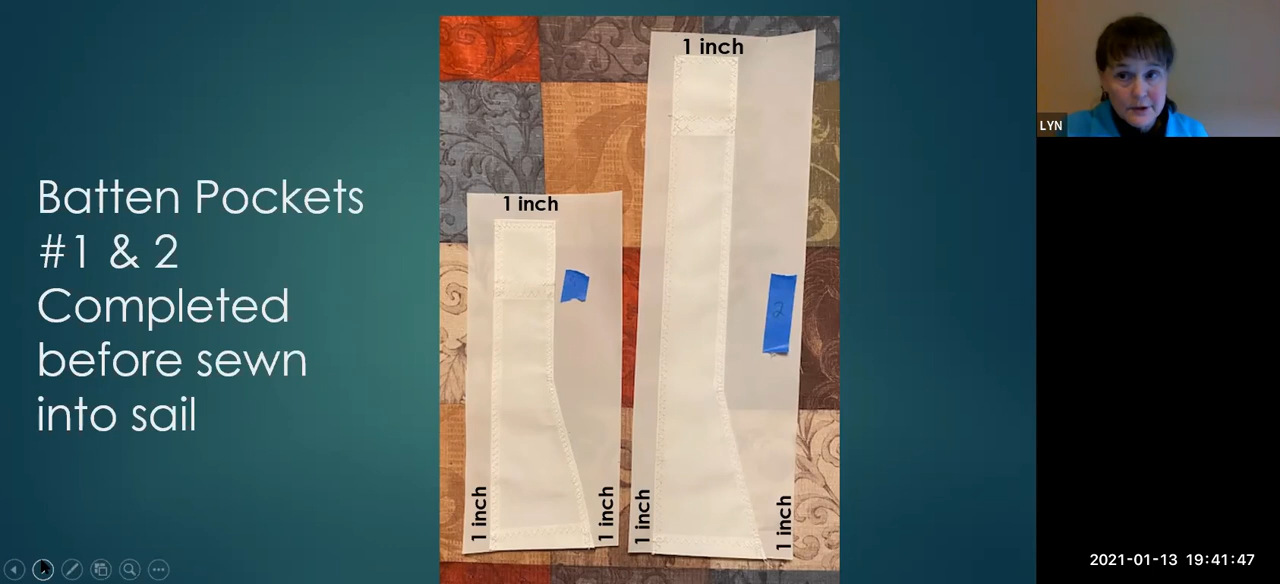 Batten Pockets
#1 & 2
Completed
before sewn
into sail
1 inch
1 inch
1 inch
1 inch
1 inch
1 inch
2
LYN
2021-01-13 19:41:47